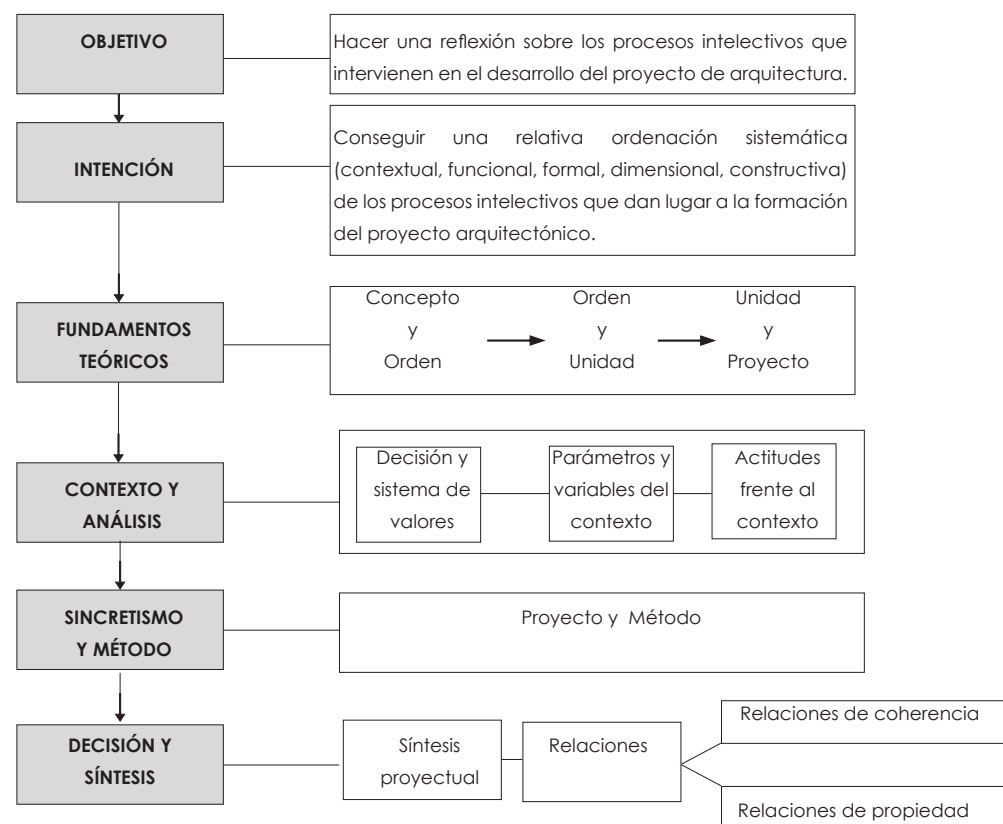 OBJETIVO
Hacer una reflexión sobre los procesos intelectivos que
intervienen en el desarrollo del proyecto de arquitectura.
INTENCIÓN
Conseguir una relativa ordenación sistemática
(contextual, funcional, formal, dimensional, constructiva)
de los procesos intelectivos que dan lugar a la formación
del proyecto arquitectónico.
FUNDAMENTOS
TEÓRICOS
Concepto
y
Orden
Orden
y
Unidad
Unidad
y
Proyecto
CONTEXTO Y
ANÁLISIS
Decisión y
sistema de
valores
Parámetros y
variables del
contexto
Actitudes
frente al
contexto
SINCRETISMO
Y MÉTODO
Proyecto y Método
DECISIÓN Y
SÍNTESIS
Síntesis
proyectual
Relaciones
Relaciones de coherencia
Relaciones de propiedad